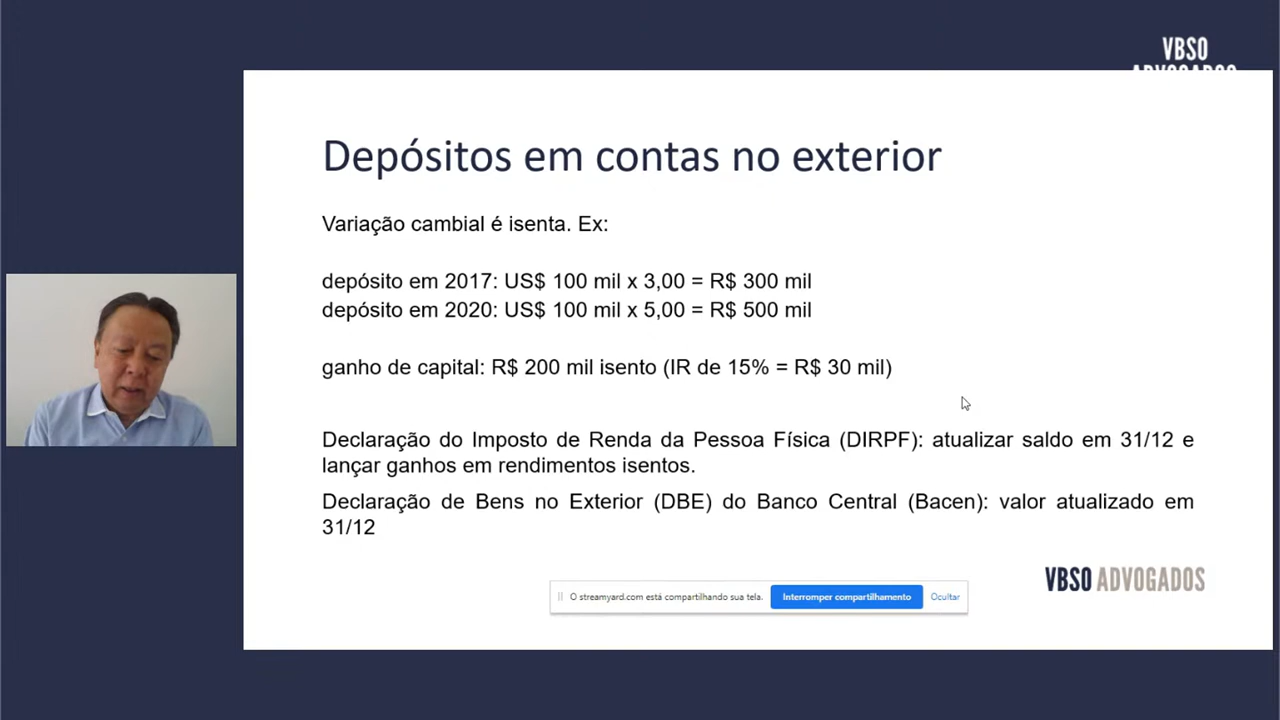 VBSO
ADVOGADOS
Depósitos em contas no exterior
Variação cambial é isenta. Ex:
depósito em 2017: US$ 100 mil x 3,00 = R$ 300 mil
depósito em 2020: US$ 100 mil x 5,00 = R$ 500 mil
ganho de capital: R$ 200 mil isento (IR de 15% = R$ 30 mil)
Declaração do Imposto de Renda da Pessoa Física (DIRPF): atualizar saldo em 31/12 e
lançar ganhos em rendimentos isentos.
Declaração de Bens no Exterior (DBE) do Banco Central (Bacen): valor atualizado em
31/12
VBSO ADVOGADOS
O streamyard.com está compartilhando sua tela. Interromper compartilhamento Ocultar